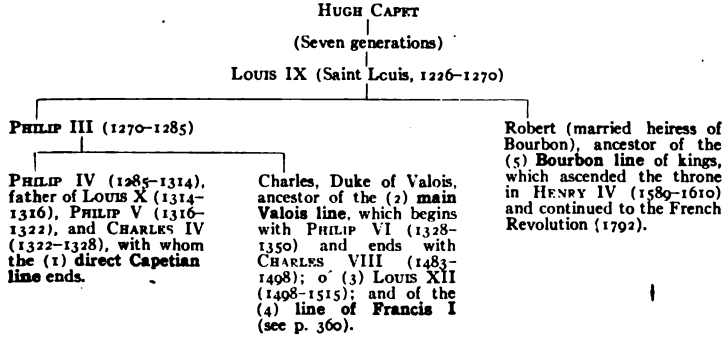 HUGH CAPET
(Seven generations)
LOUIS IX (Saint Louis, 1226–1270)
PHILIP III (1270–1285)
PHILIP IV (1285–1314),
father of LOUIS X (1314–
1316), PHILIP V (1316–
1322), and CHARLES IV
(1322–1328), with whom
the (1) direct Capetian
line ends.
Charles, Duke of Valois,
ancestor of the (2) main
Valois line, which begins
with PHILIP VI (1328–
1350) and ends with
CHARLES VIII (1483–
1498); o' (3) LOUIS XII
(1498–1515); and of the
(4) line of Francis I
(see p. 360).
Robert (married heiress of
Bourbon), ancestor of the
(5) Bourbon line of kings,
which ascended the throne
in HENRY IV (1589–1610)
and continued to the French
Revolution (1792).